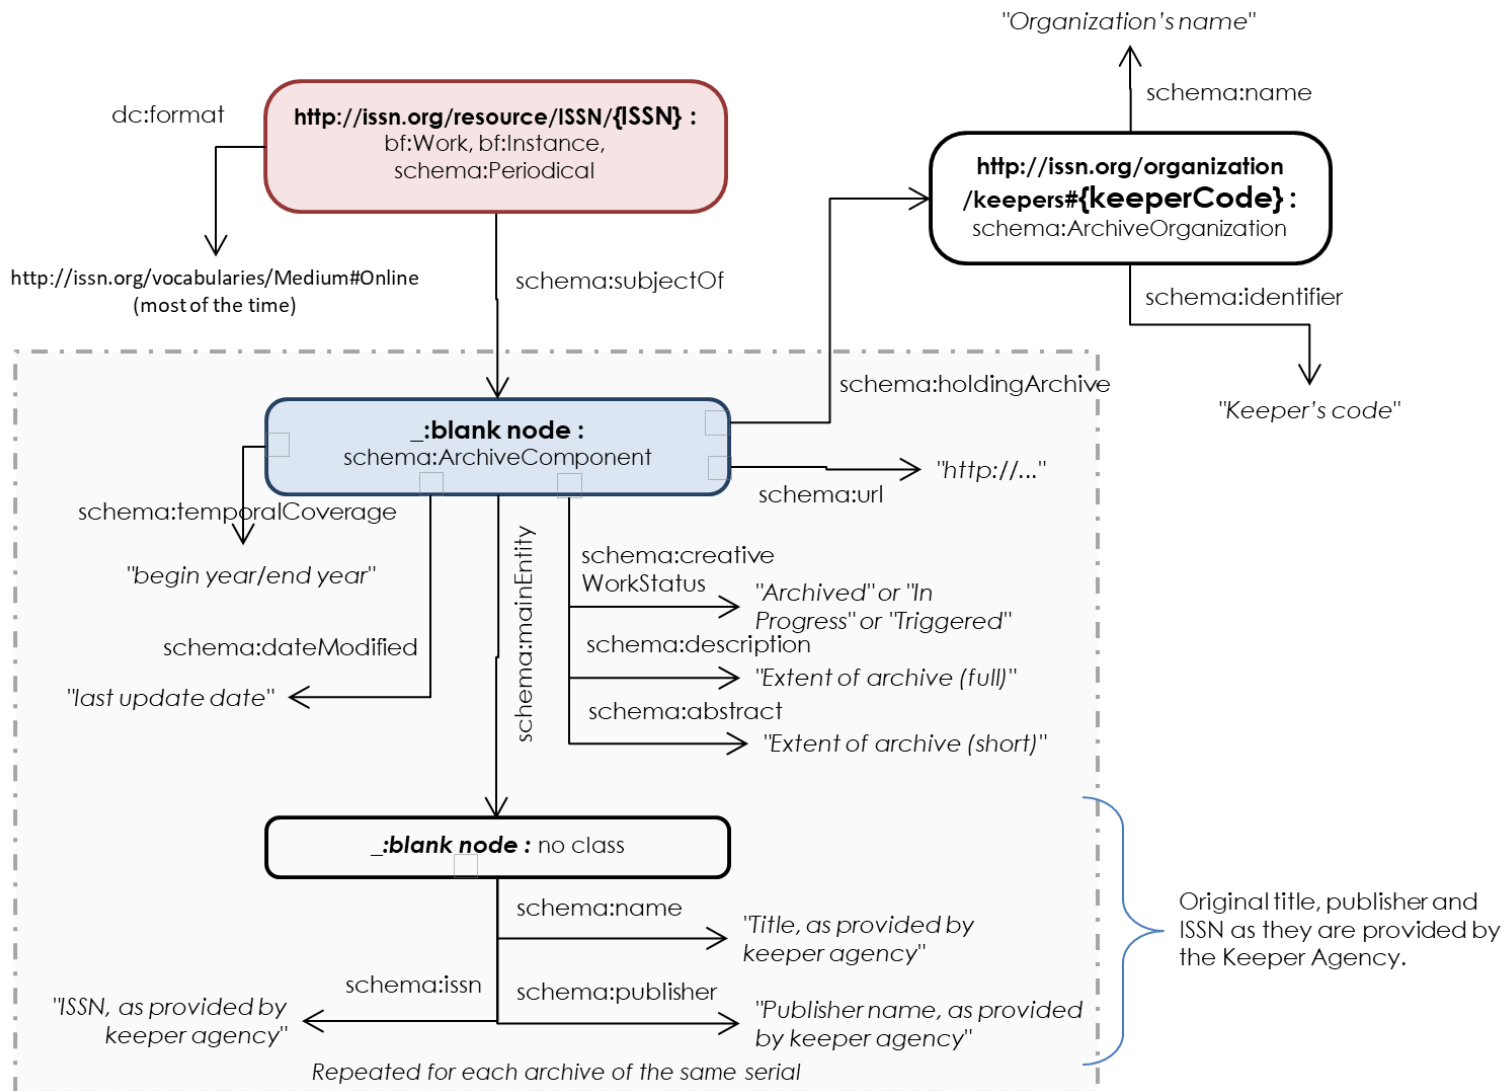 "Organization's name"
dc:format
http://issn.org/resource/ISSN/{ISSN} :
bf:Work, bf:Instance,
schema:Periodical
schema:name
http://issn.org/organization
/keepers#{keeperCode} :
schema:ArchiveOrganization
http://issn.org/vocabularies/Medium#Online
(most of the time)
schema:subjectOf
schema:identifier
schema:holdingArchive
"Keeper's code"
_:blank node :
schema:ArchiveComponent
"http://..."
schema:url
schema:temporalCoverage
"begin year/end year"
schema:mainEntity
schema:creative
WorkStatus
"Archived" or "In
Progress" or "Triggered"
schema:dateModified
schema:description
"last update date"
"Extent of archive (full)"
schema:abstract
"Extent of archive (short)"
_:blank node : no class
schema:name
"Title, as provided by
keeper agency"
Original title, publisher and
ISSN as they are provided by
the Keeper Agency.
schema:issn
schema:publisher
"ISSN, as provided by
keeper agency"
"Publisher name, as provided
by keeper agency"
Repeated for each archive of the same serial